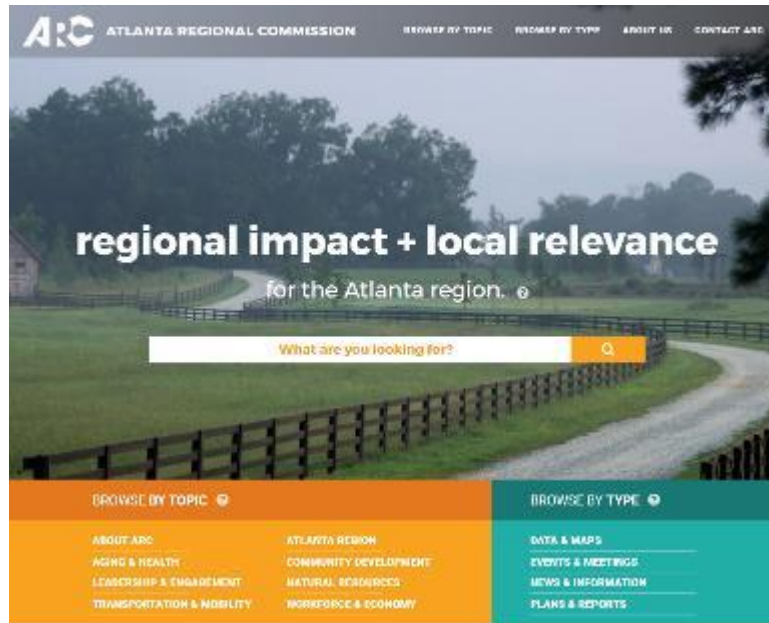 ARC ATLANTA REGIONAL COMMISSION BROWSE BY TOPIC BROWSE BY TYPE ABOUT US CONTACT ARC
regional impact + local relevance
for the Atlanta region. ?
What are you looking for?
BROWSE BY TOPIC ? BROWSE BY TYPE ?
ABOUT ARC ATLANTA REGION DATA & MAPS
AGING & HEALTH COMMUNITY DEVELOPMENT EVENTS & MEETINGS
LEADERSHIP & ENGAGEMENT NATURAL RESOURCES NEWS & INFORMATION
TRANSPORTATION & MOBILITY WORKFORCE & ECONOMY PLANS & REPORTS